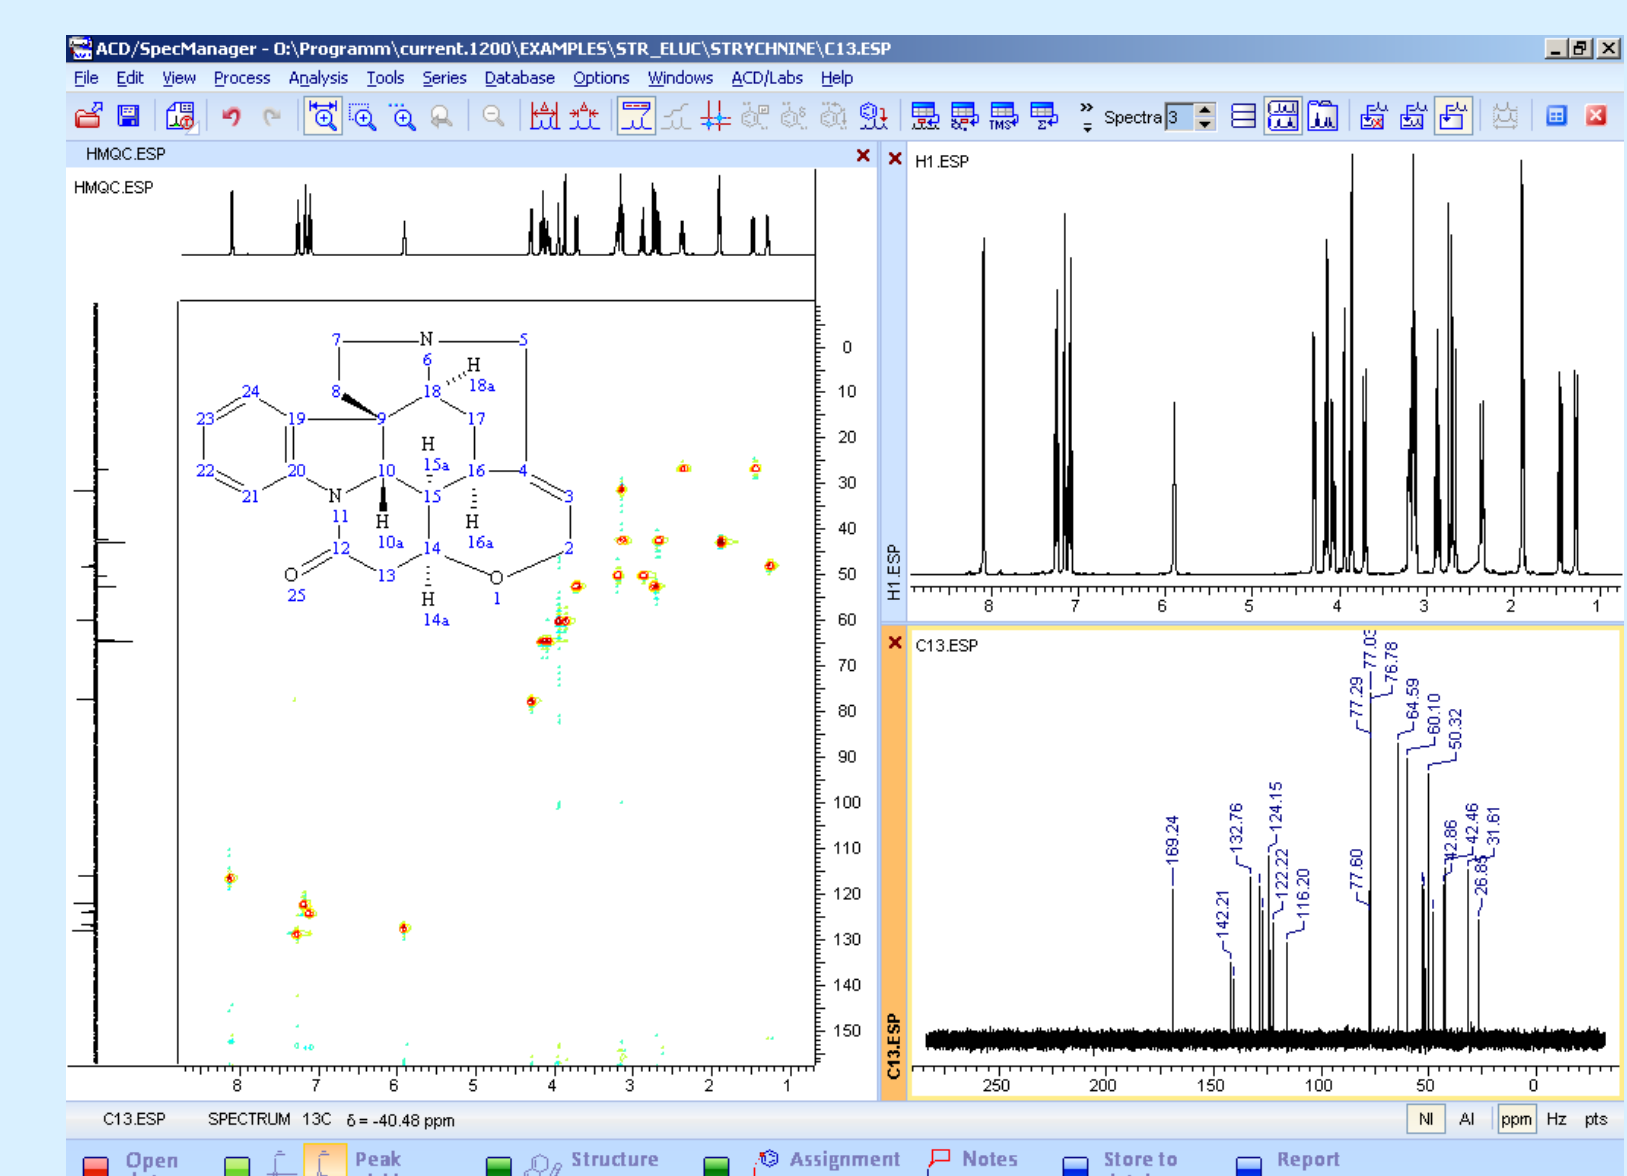 ACD/SpecManager - O:\Programm\current.1200\EXAMPLES\STR_ELUC\STRYCHNINE\C13.ESP
File Edit View Process Analysis Tools Series Database Options Windows ACD/Labs Help
TMS Σ Spectra 3
HMQC.ESP
HMQC.ESP
0
10
20
30
40
50
60
70
80
90
100
110
120
130
140
150
7 N 5
6 H
18a
24 8 18
23 19 9 17
H
15a
22 20 10 16 4
21 N 15 3
11 H H
10a 16a
12 14 2
O 13 O
25 H 1
14a
8 7 6 5 4 3 2 1
H1.ESP
H1.ESP
8 7 6 5 4 3 2 1
C13.ESP
C13.ESP
169.24
142.21
132.76
124.15
122.22
116.20
77.60
77.29
77.03
76.78
64.59
60.10
50.32
42.86
42.46
31.61
26.85
250 200 150 100 50 0
C13.ESP SPECTRUM 13C δ = -40.48 ppm NI AI ppm Hz pts
Open Peak Structure Assignment Notes Store to Report